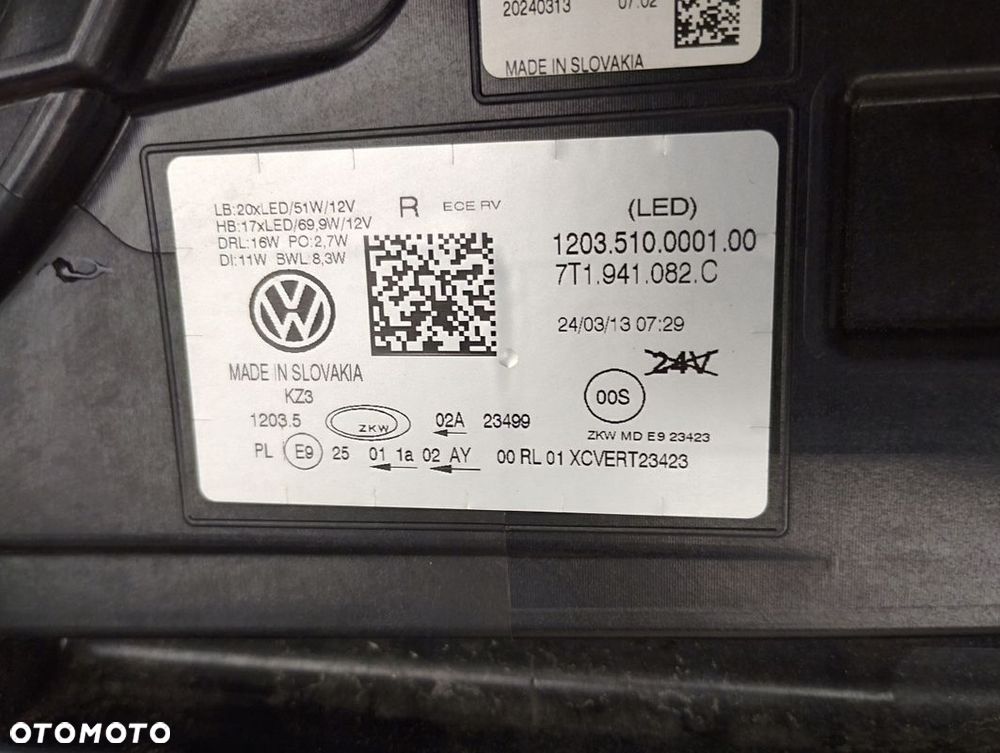 20240313 07:02
MADE IN SLOVAKIA
LB:20xLED/51W/12V
HB:17xLED/69,9W/12V
DRL:16W PO:2,7W
DI:11W BWL:8,3W
R ECE RV
(LED)
1203.510.0001.00
7T1.941.082.C
24/03/13 07:29
24V
MADE IN SLOVAKIA
KZ3
00S
1203.5 ZKW 02A 23499
ZKW MD E9 23423
PL E9 25 01 1a 02 AY 00 RL 01 XCVERT23423
OTOMOTO